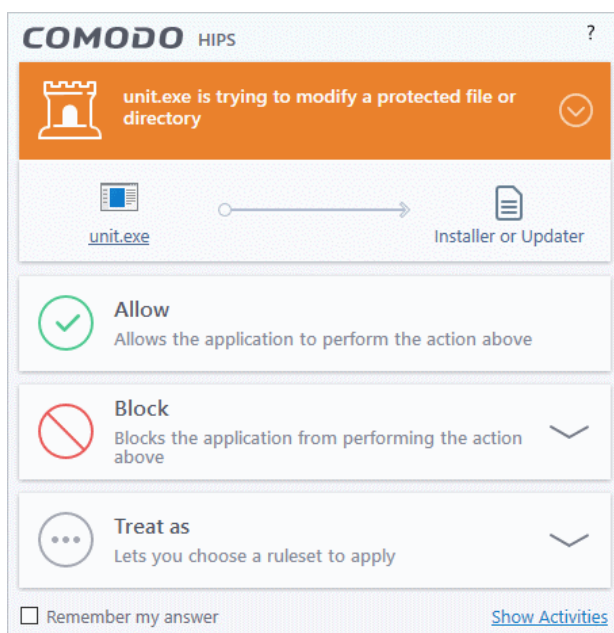 COMODO HIPS ?
unit.exe is trying to modify a protected file or
directory
unit.exe Installer or Updater
Allow
Allows the application to perform the action above
Block
Blocks the application from performing the action
above
Treat as
Lets you choose a ruleset to apply
Remember my answer Show Activities